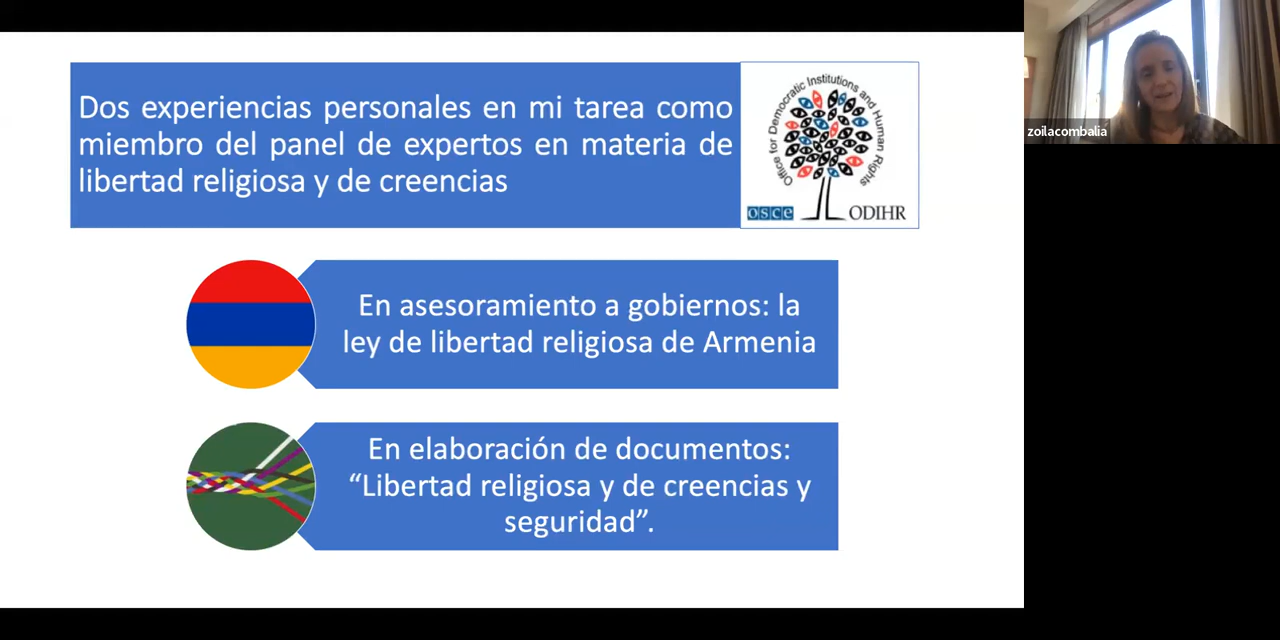 Dos experiencias personales en mi tarea como
miembro del panel de expertos en materia de
libertad religiosa y de creencias
Office for Democratic Institutions and Human Rights
osce ODIHR
zoilacombalia
En asesoramiento a gobiernos: la
ley de libertad religiosa de Armenia
En elaboración de documentos:
“Libertad religiosa y de creencias y
seguridad”.